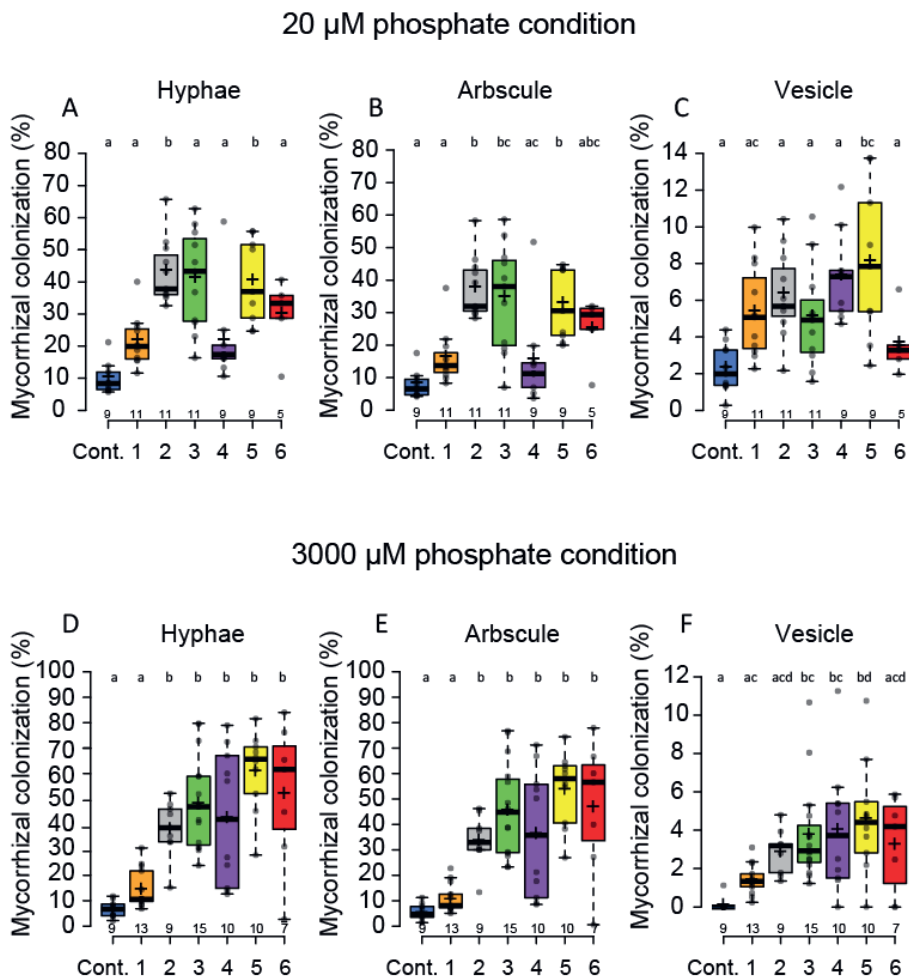 20 µM phosphate condition
A Hyphae
B Arbscule
C Vesicle
Mycorrhizal colonization (%)
a a b a a b a
80
70
60
50
40
30
20
10
0
9 11 11 11 9 9 5
Cont. 1 2 3 4 5 6
Mycorrhizal colonization (%)
a a b bc ac b abc
80
70
60
50
40
30
20
10
0
9 11 11 11 9 9 5
Cont. 1 2 3 4 5 6
Mycorrhizal colonization (%)
a ac a a a bc a
14
12
10
8
6
4
2
0
9 11 11 11 9 9 5
Cont. 1 2 3 4 5 6
3000 µM phosphate condition
D Hyphae
E Arbscule
F Vesicle
Mycorrhizal colonization (%)
a a b b b b b
100
90
80
70
60
50
40
30
20
10
0
9 13 9 15 10 10 7
Cont. 1 2 3 4 5 6
Mycorrhizal colonization (%)
a a b b b b b
100
90
80
70
60
50
40
30
20
10
0
9 13 9 15 10 10 7
Cont. 1 2 3 4 5 6
Mycorrhizal colonization (%)
a ac acd bc bc bd acd
12
10
8
6
4
2
0
9 13 9 15 10 10 7
Cont. 1 2 3 4 5 6